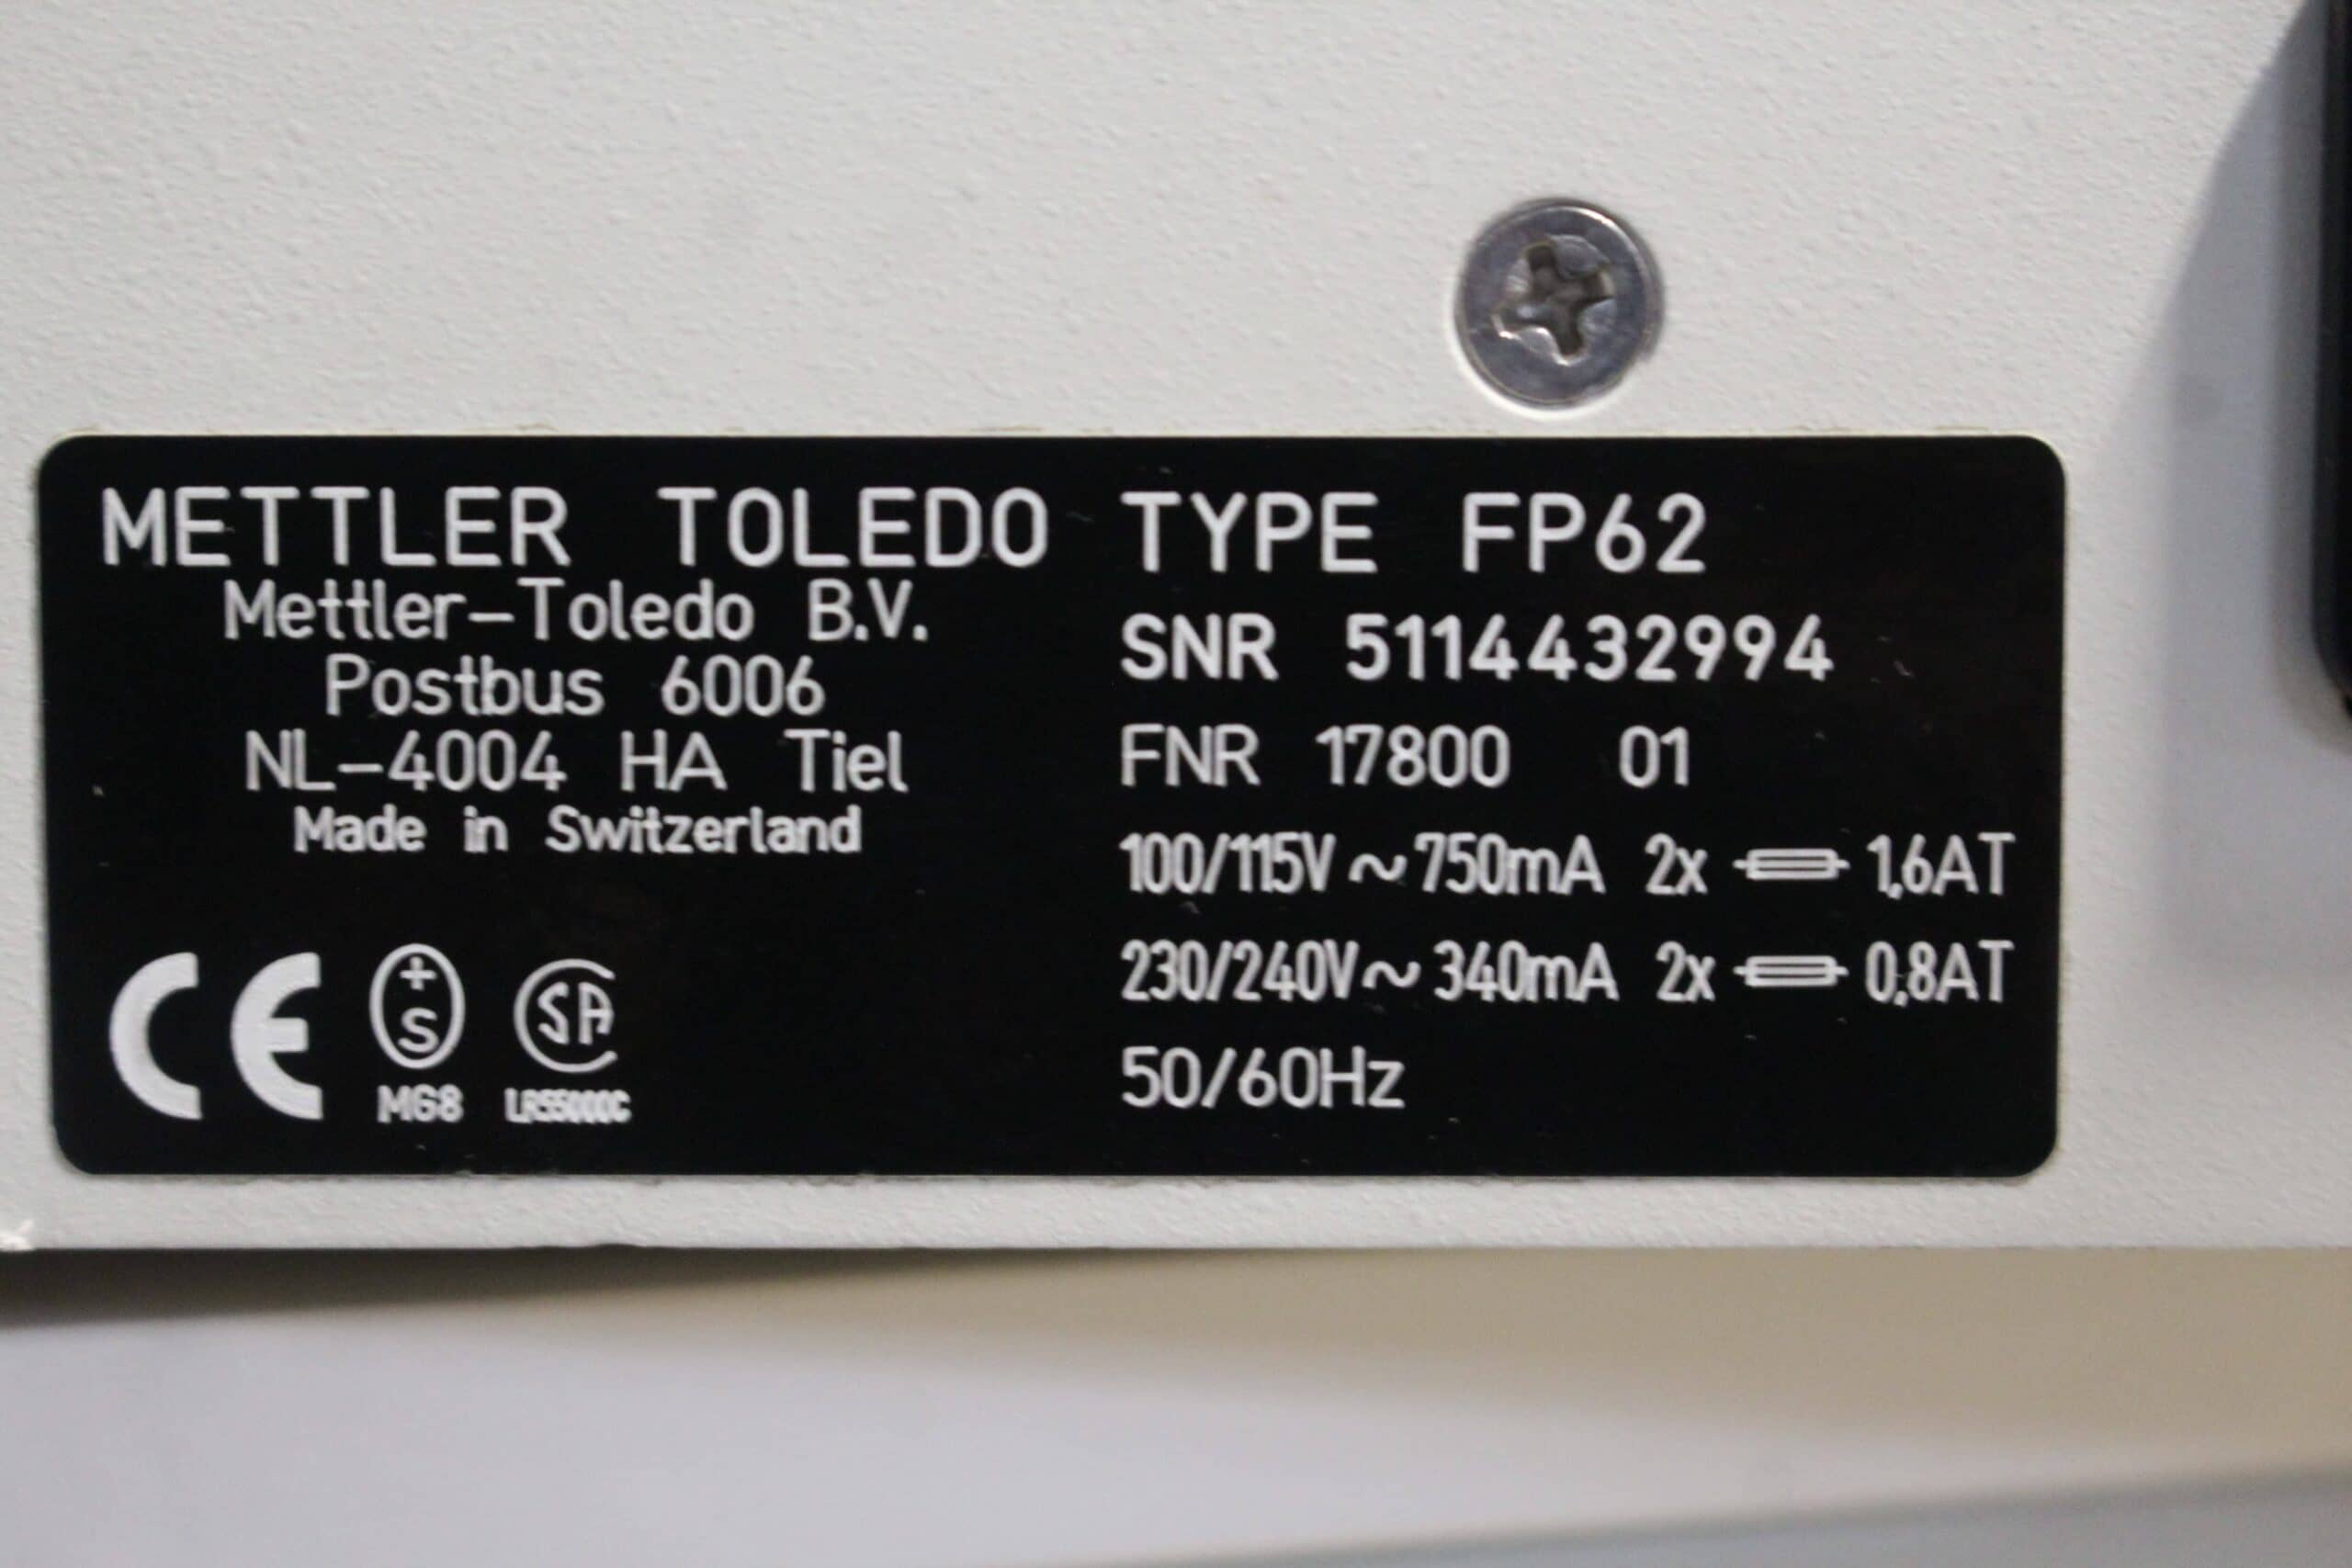 METTLER TOLEDO
Mettler-Toledo B.V.
Postbus 6006
NL-4004 HA Tiel
Made in Switzerland
CE
+S
MG8
SA
TYPE FP62
SNR 5114432994
FNR 17800 01
100/115V ~ 750mA 2x 1,6AT
230/240V ~ 340mA 2x 0,8AT
50/60Hz